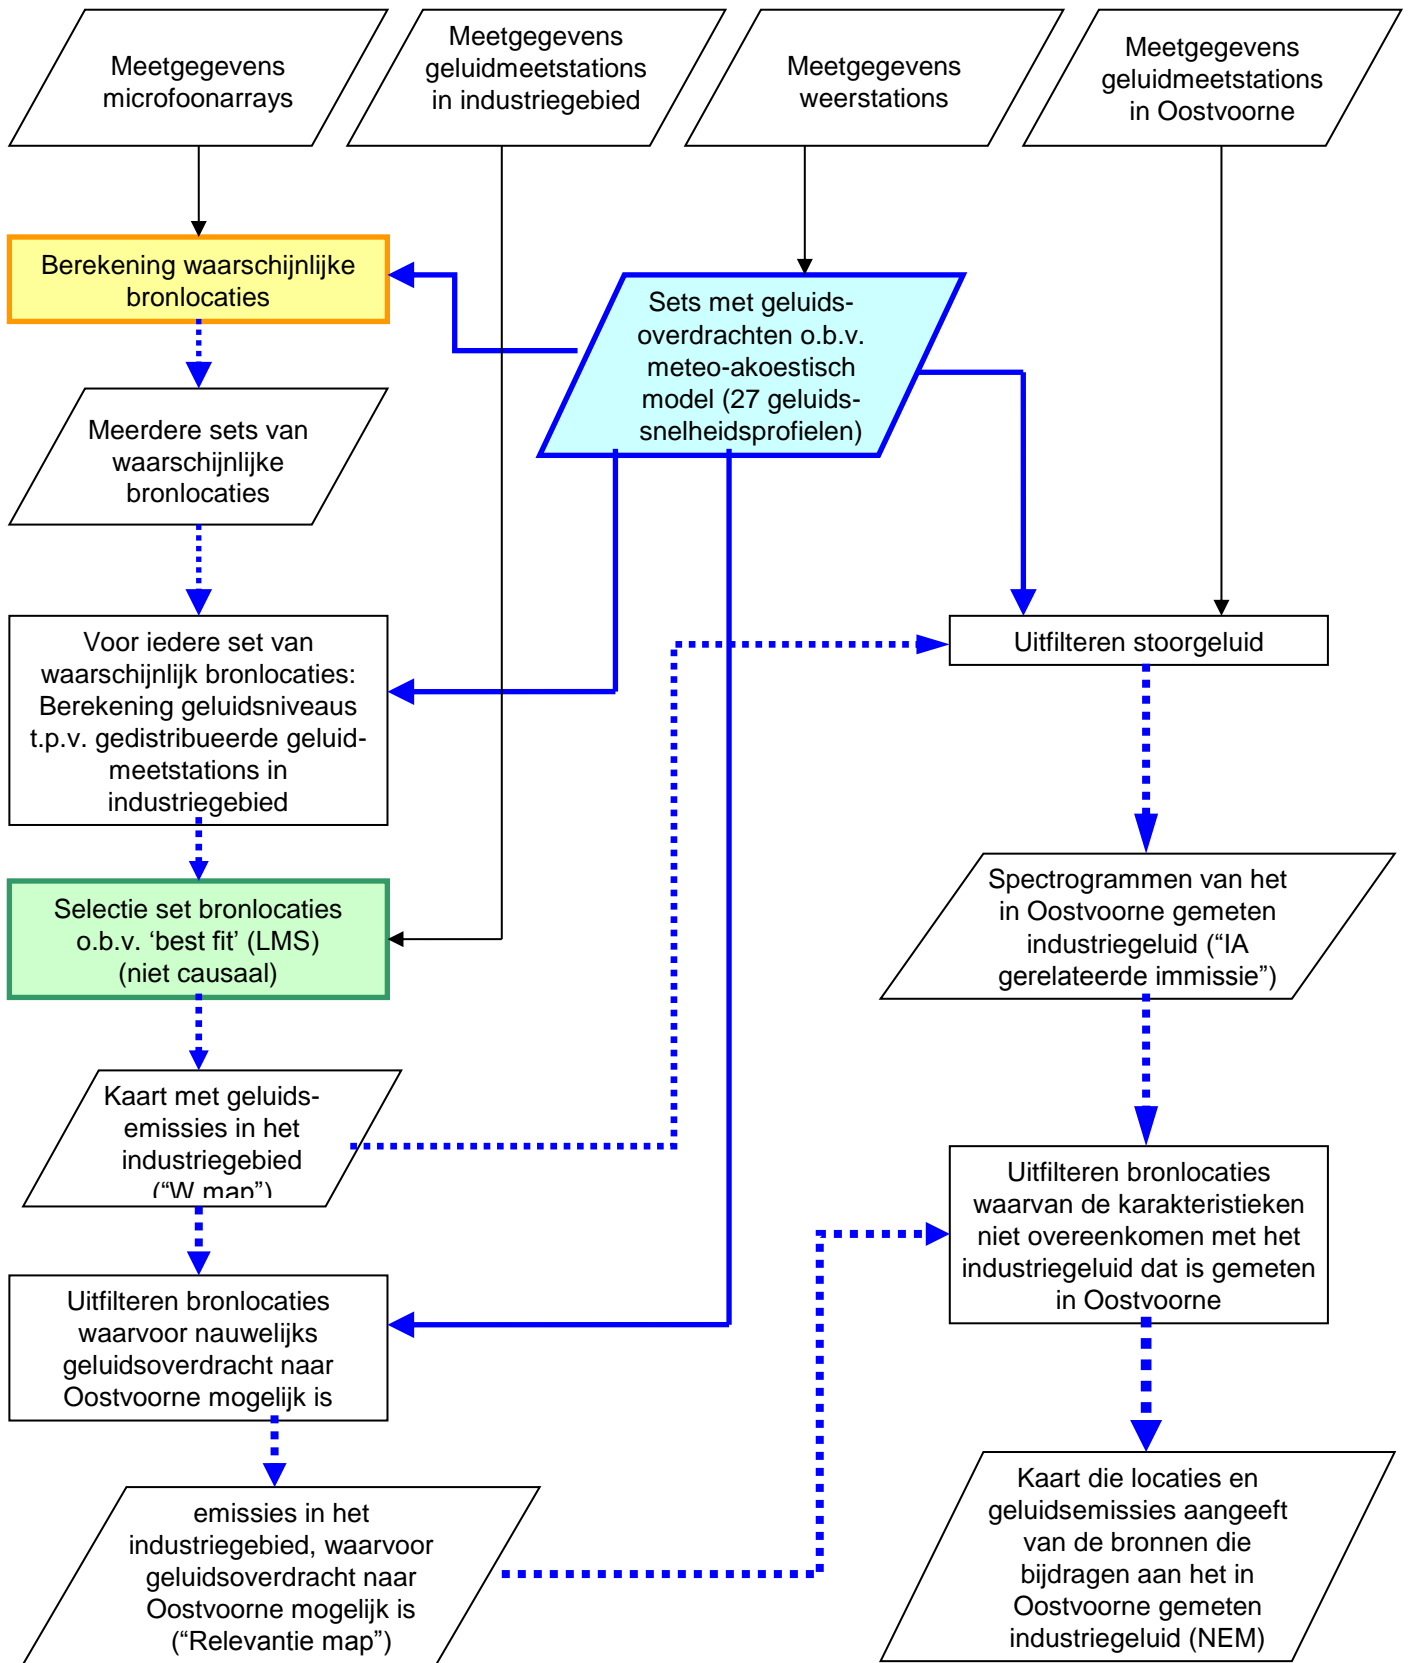 Meetgegevens
microfoonarrays
Meetgegevens
geluidmeetstations
in industriegebied
Meetgegevens
weerstations
Meetgegevens
geluidmeetstations
in Oostvoorne
Berekening waarschijnlijke
bronlocaties
Sets met geluids-
overdrachten o.b.v.
meteo-akoestisch
model (27 geluids-
snelheidsprofielen)
Meerdere sets van
waarschijnlijke
bronlocaties
Voor iedere set van
waarschijnlijk bronlocaties:
Berekening geluidsniveaus
t.p.v. gedistribueerde geluid-
meetstations in
industriegebied
Uitfilteren stoorgeluid
Selectie set bronlocaties
o.b.v. ‘best fit’ (LMS)
(niet causaal)
Spectrogrammen van het
in Oostvoorne gemeten
industriegeluid (“IA
gerelateerde immissie”)
Kaart met geluids-
emissies in het
industriegebied
(“W map”)
Uitfilteren bronlocaties
waarvan de karakteristieken
niet overeenkomen met het
industriegeluid dat is gemeten
in Oostvoorne
Uitfilteren bronlocaties
waarvoor nauwelijks
geluidsoverdracht naar
Oostvoorne mogelijk is
emissies in het
industriegebied, waarvoor
geluidsoverdracht naar
Oostvoorne mogelijk is
(“Relevantie map”)
Kaart die locaties en
geluidsemissies aangeeft
van de bronnen die
bijdragen aan het in
Oostvoorne gemeten
industriegeluid (NEM)